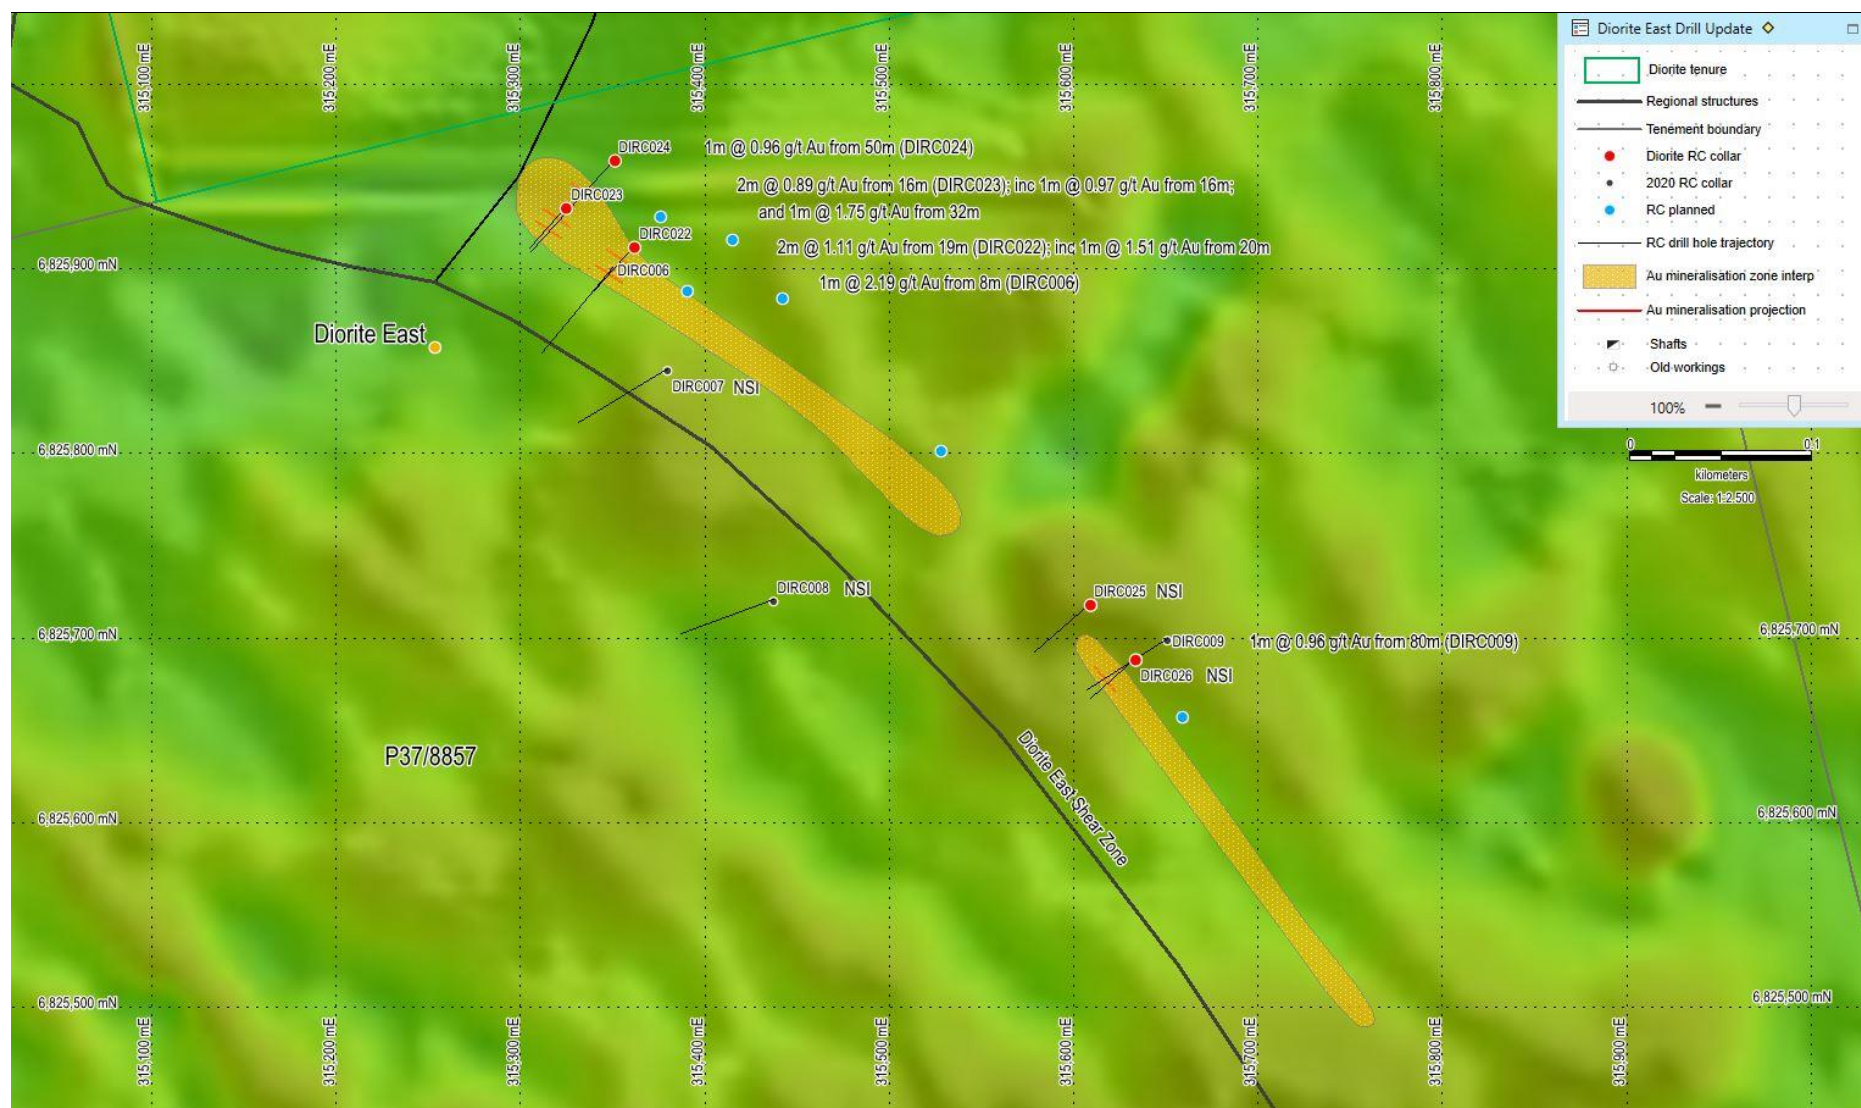 Diorite East Drill Update
Diorite tenure
Regional structures
Tenement boundary
Diorite RC collar
2020 RC collar
RC planned
RC drill hole trajectory
Au mineralisation zone interp
Au mineralisation projection
Shafts
Old workings
100%
0 0.1
kilometers
Scale: 1:2,500
315,100 mE
315,200 mE
315,300 mE
315,400 mE
315,500 mE
315,600 mE
315,700 mE
315,800 mE
DIRC024 1m @ 0.96 g/t Au from 50m (DIRC024)
DIRC023 2m @ 0.89 g/t Au from 16m (DIRC023); inc 1m @ 0.97 g/t Au from 16m;
and 1m @ 1.75 g/t Au from 32m
DIRC022 2m @ 1.11 g/t Au from 19m (DIRC022); inc 1m @ 1.51 g/t Au from 20m
6,825,900 mN
DIRC006 1m @ 2.19 g/t Au from 8m (DIRC006)
Diorite East
DIRC007 NSI
6,825,800 mN
DIRC008 NSI
DIRC025 NSI
6,825,700 mN
6,825,700 mN
DIRC009 1m @ 0.96 g/t Au from 80m (DIRC009)
DIRC026 NSI
P37/8857
Diorite East Shear Zone
6,825,600 mN
6,825,600 mN
6,825,500 mN
6,825,500 mN
315,100 mE
315,200 mE
315,300 mE
315,400 mE
315,500 mE
315,600 mE
315,700 mE
315,800 mE
315,900 mE